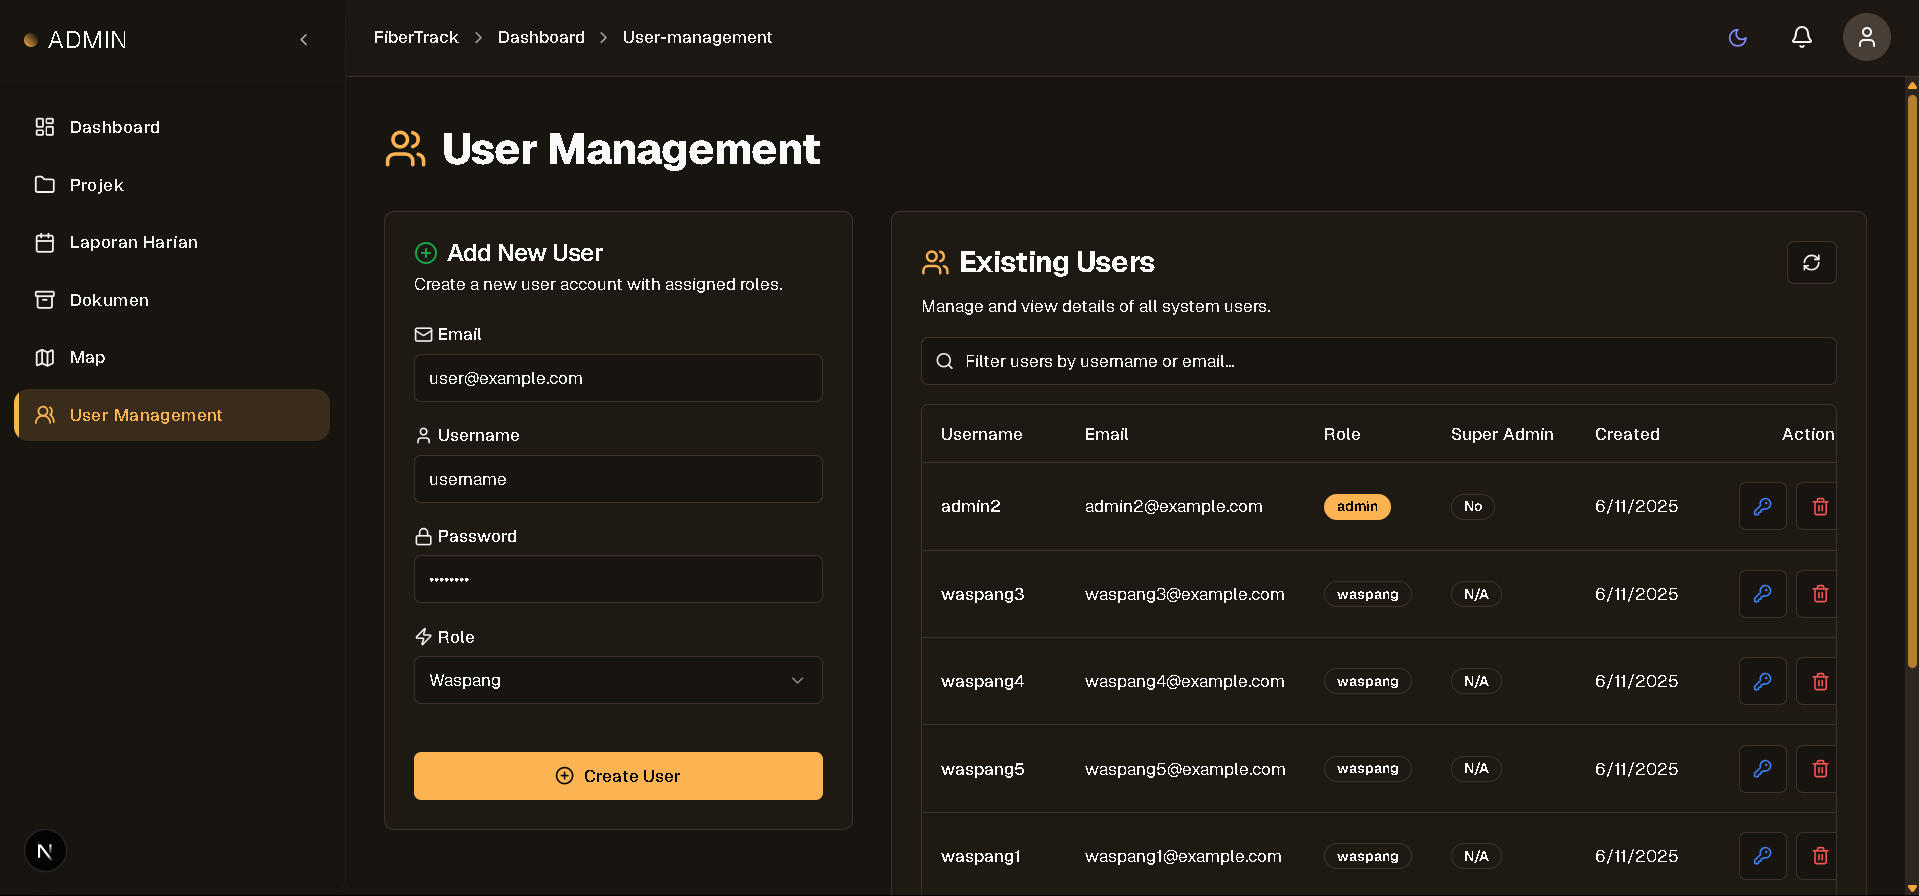 ADMIN
FiberTrack > Dashboard > User-management
Dashboard
Projek
Laporan Harian
Dokumen
Map
User Management
N
User Management
Add New User
Create a new user account with assigned roles.
Email
user@example.com
Username
username
Password
••••••••
Role
Waspang
Create User
Existing Users
Manage and view details of all system users.
Filter users by username or email...
Username Email Role Super Admin Created Action
admin2 admin2@example.com admin No 6/11/2025
waspang3 waspang3@example.com waspang N/A 6/11/2025
waspang4 waspang4@example.com waspang N/A 6/11/2025
waspang5 waspang5@example.com waspang N/A 6/11/2025
waspang1 waspang1@example.com waspang N/A 6/11/2025